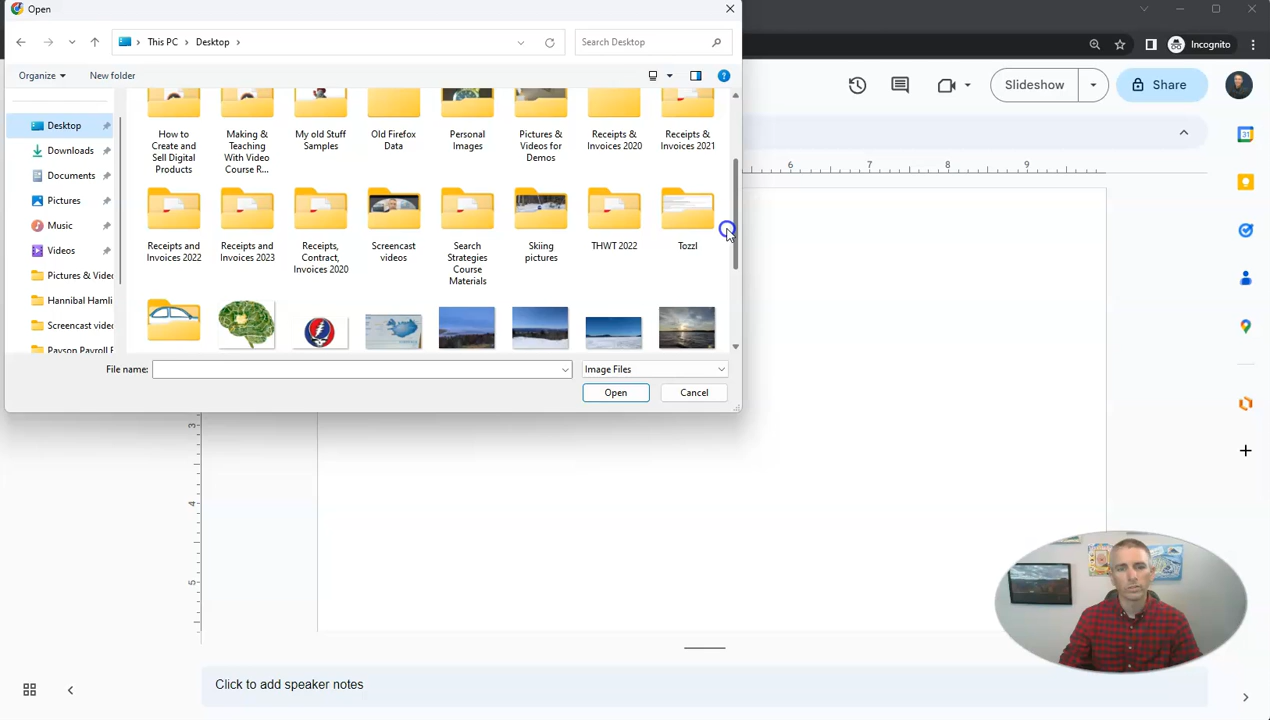 Open
This PC
Desktop
Search Desktop
Incognito
Organize
New folder
Slideshow
Share
Desktop
Downloads
Documents
Pictures
Music
Videos
Pictures & Vide
Hannibal Hamli
Screencast video
Payson Payroll F
How to
Create and
Sell Digital
Products
Making &
Teaching
With Video
Course R...
My old Stuff
Samples
Old Firefox
Data
Personal
Images
Pictures &
Videos for
Demos
Receipts &
Invoices 2020
Receipts &
Invoices 2021
Receipts and
Invoices 2022
Receipts and
Invoices 2023
Receipts,
Contract,
Invoices 2020
Screencast
videos
Search
Strategies
Course
Materials
Skiing
pictures
THWT 2022
Tozzl
File name:
Image Files
Open
Cancel
6 7 8 9
3
4
5
31
Click to add speaker notes